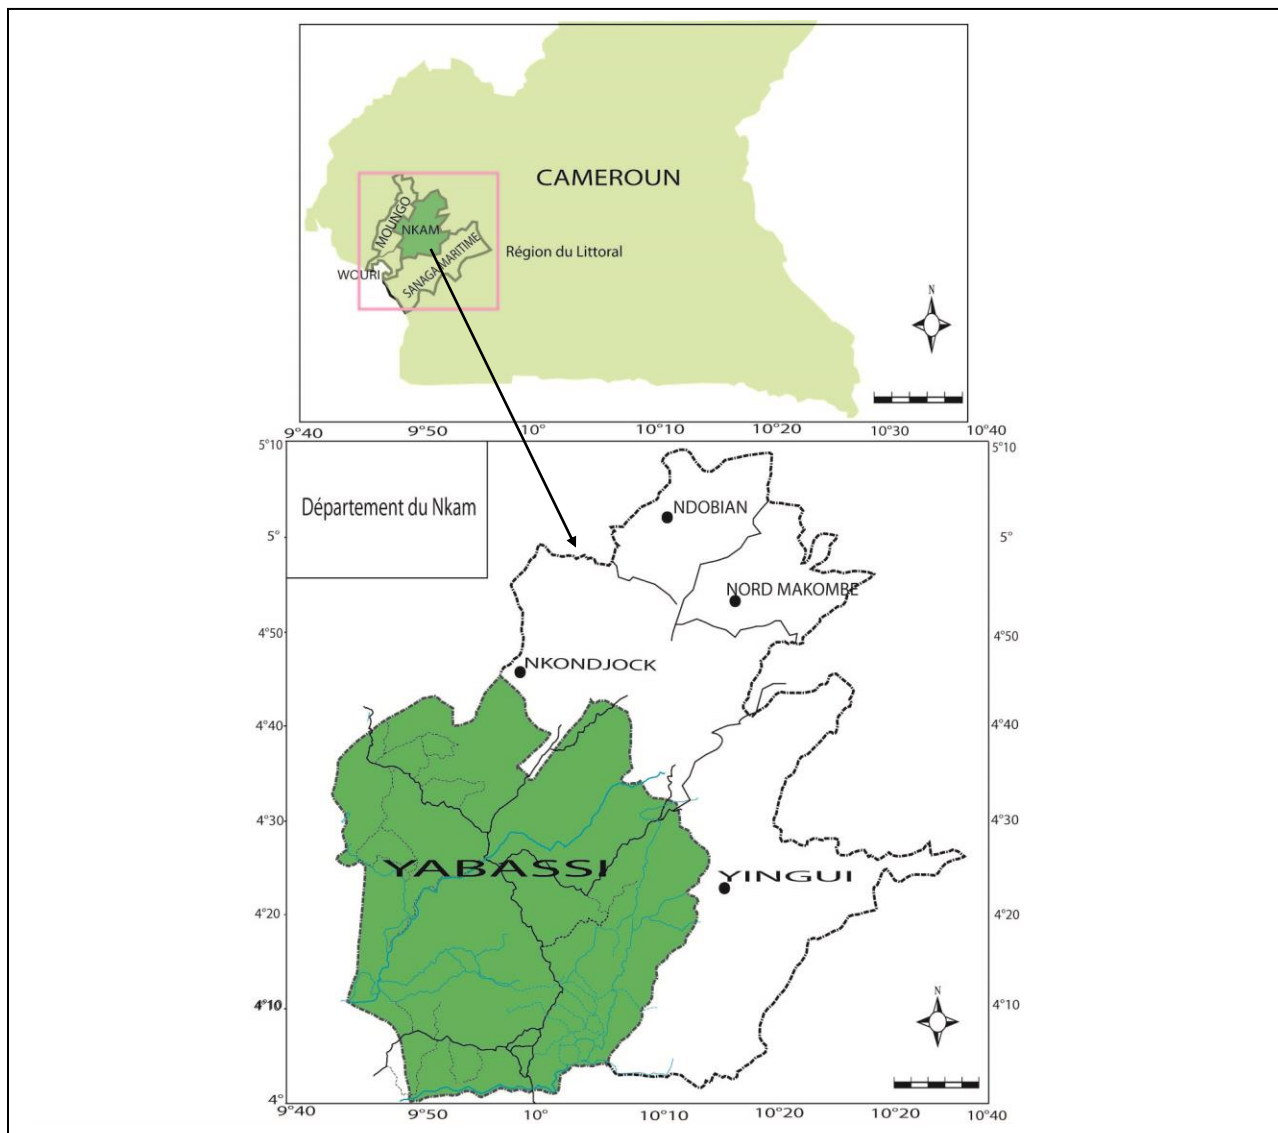 CAMEROUN
MOUNGO
NKAM
WOURI
SANAGA MARITIME
Région du Littoral
N
9°40 9°50 10° 10°10 10°20 10°30 10°40
5°10 5°10
Département du Nkam
NDOBIAN
5° 5°
NORD MAKOMBE
4°50 4°50
NKONDJOCK
4°40 4°40
4°30 4°30
YABASSI
YINGUI
4°20 4°20
N
4°10 4°10
4°
9°40 9°50 10° 10°10 10°20 10°20 10°40